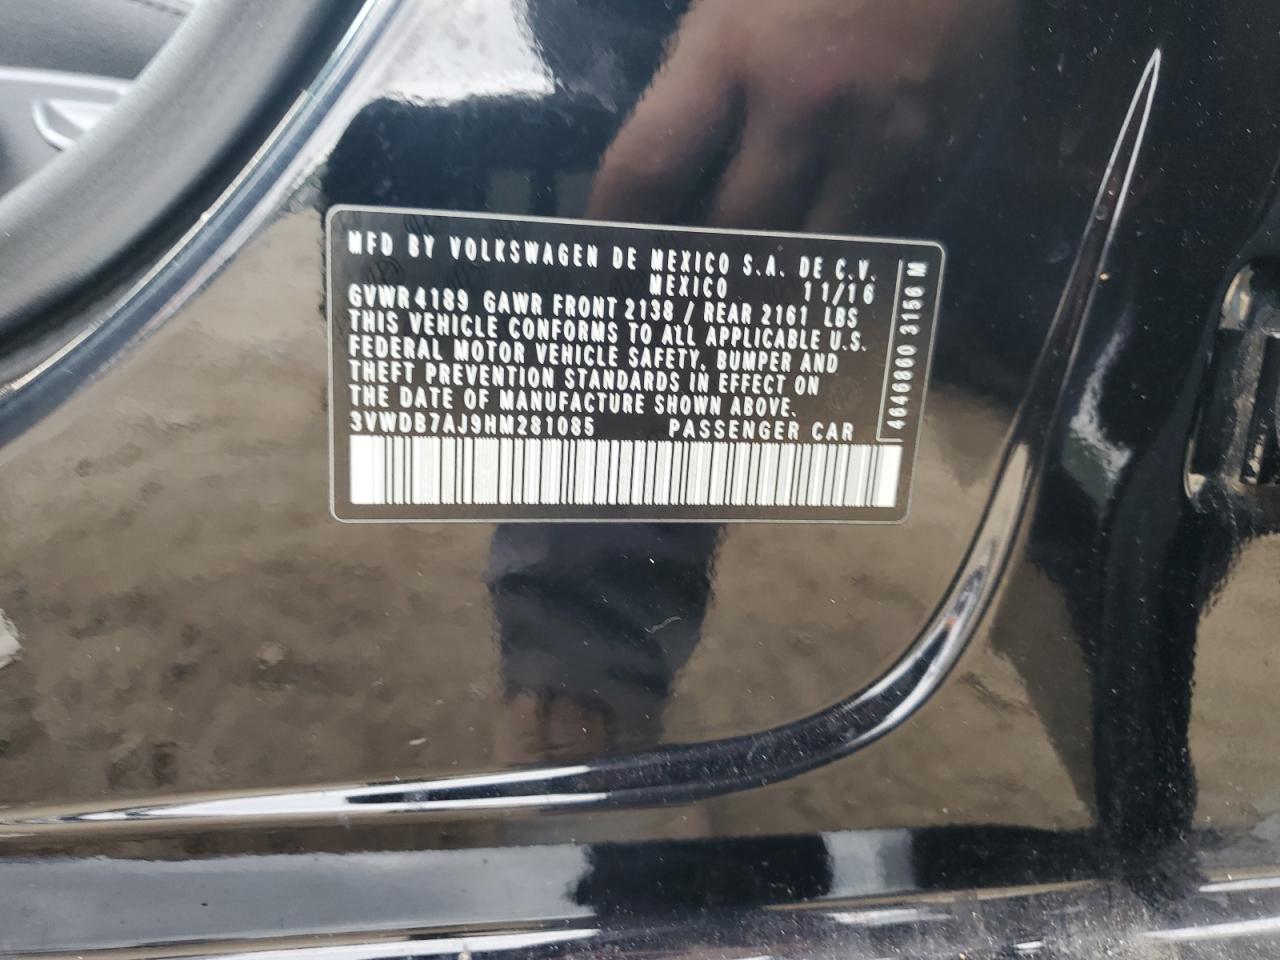 MFD BY VOLKSWAGEN DE MEXICO S.A. DE C.V.
MEXICO 11/16
GVWR 4189 GAWR FRONT 2138 / REAR 2161 LBS
THIS VEHICLE CONFORMS TO ALL APPLICABLE U.S.
FEDERAL MOTOR VEHICLE SAFETY, BUMPER AND
THEFT PREVENTION STANDARDS IN EFFECT ON
THE DATE OF MANUFACTURE SHOWN ABOVE.
3VWDB7AJ9HM281085 PASSENGER CAR
4646860 3156 M